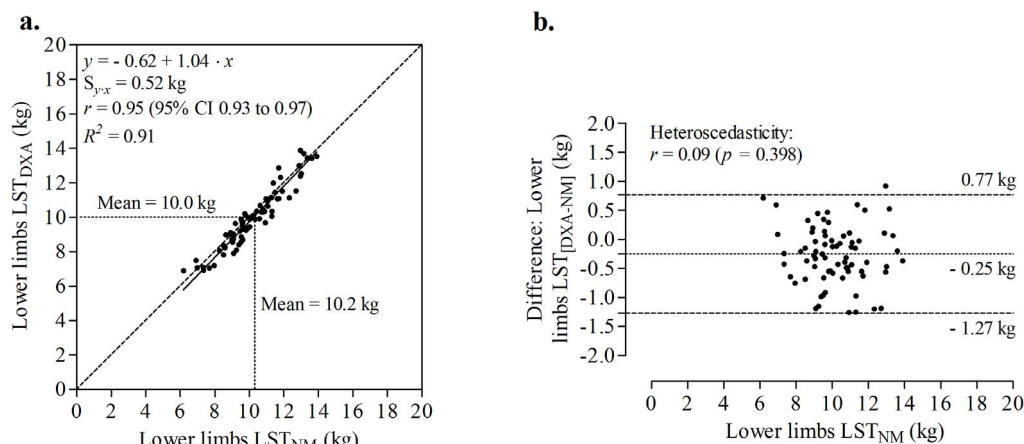 a.
y = - 0.62 + 1.04 · x
Sy·x = 0.52 kg
r = 0.95 (95% CI 0.93 to 0.97)
R² = 0.91
Mean = 10.0 kg
Mean = 10.2 kg
20
18
16
14
12
10
8
6
4
2
0
0 2 4 6 8 10 12 14 16 18 20
Lower limbs LSTDXA (kg)
Lower limbs LSTNM (kg)
b.
Heteroscedasticity:
r = 0.09 (p = 0.398)
2.0
1.5
1.0
0.5
0.0
-0.5
-1.0
-1.5
-2.0
0.77 kg
- 0.25 kg
- 1.27 kg
Difference: Lower
limbs LST[DXA-NM] (kg)
0 2 4 6 8 10 12 14 16 18 20
Lower limbs LSTNM (kg)